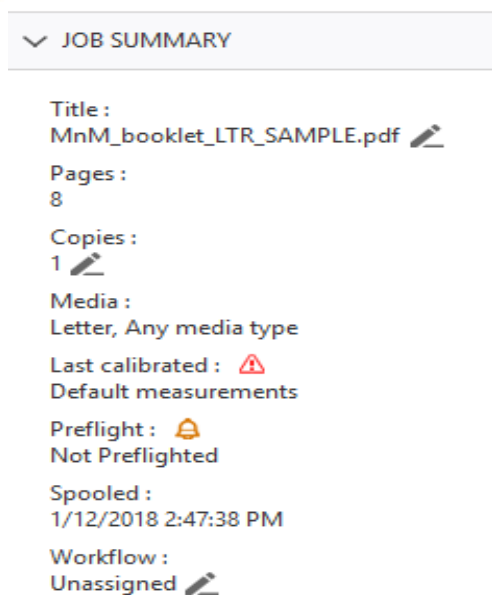 JOB SUMMARY
Title :
MnM_booklet_LTR_SAMPLE.pdf
Pages :
8
Copies :
1
Media :
Letter, Any media type
Last calibrated :
Default measurements
Preflight :
Not Preflighted
Spooled :
1/12/2018 2:47:38 PM
Workflow :
Unassigned